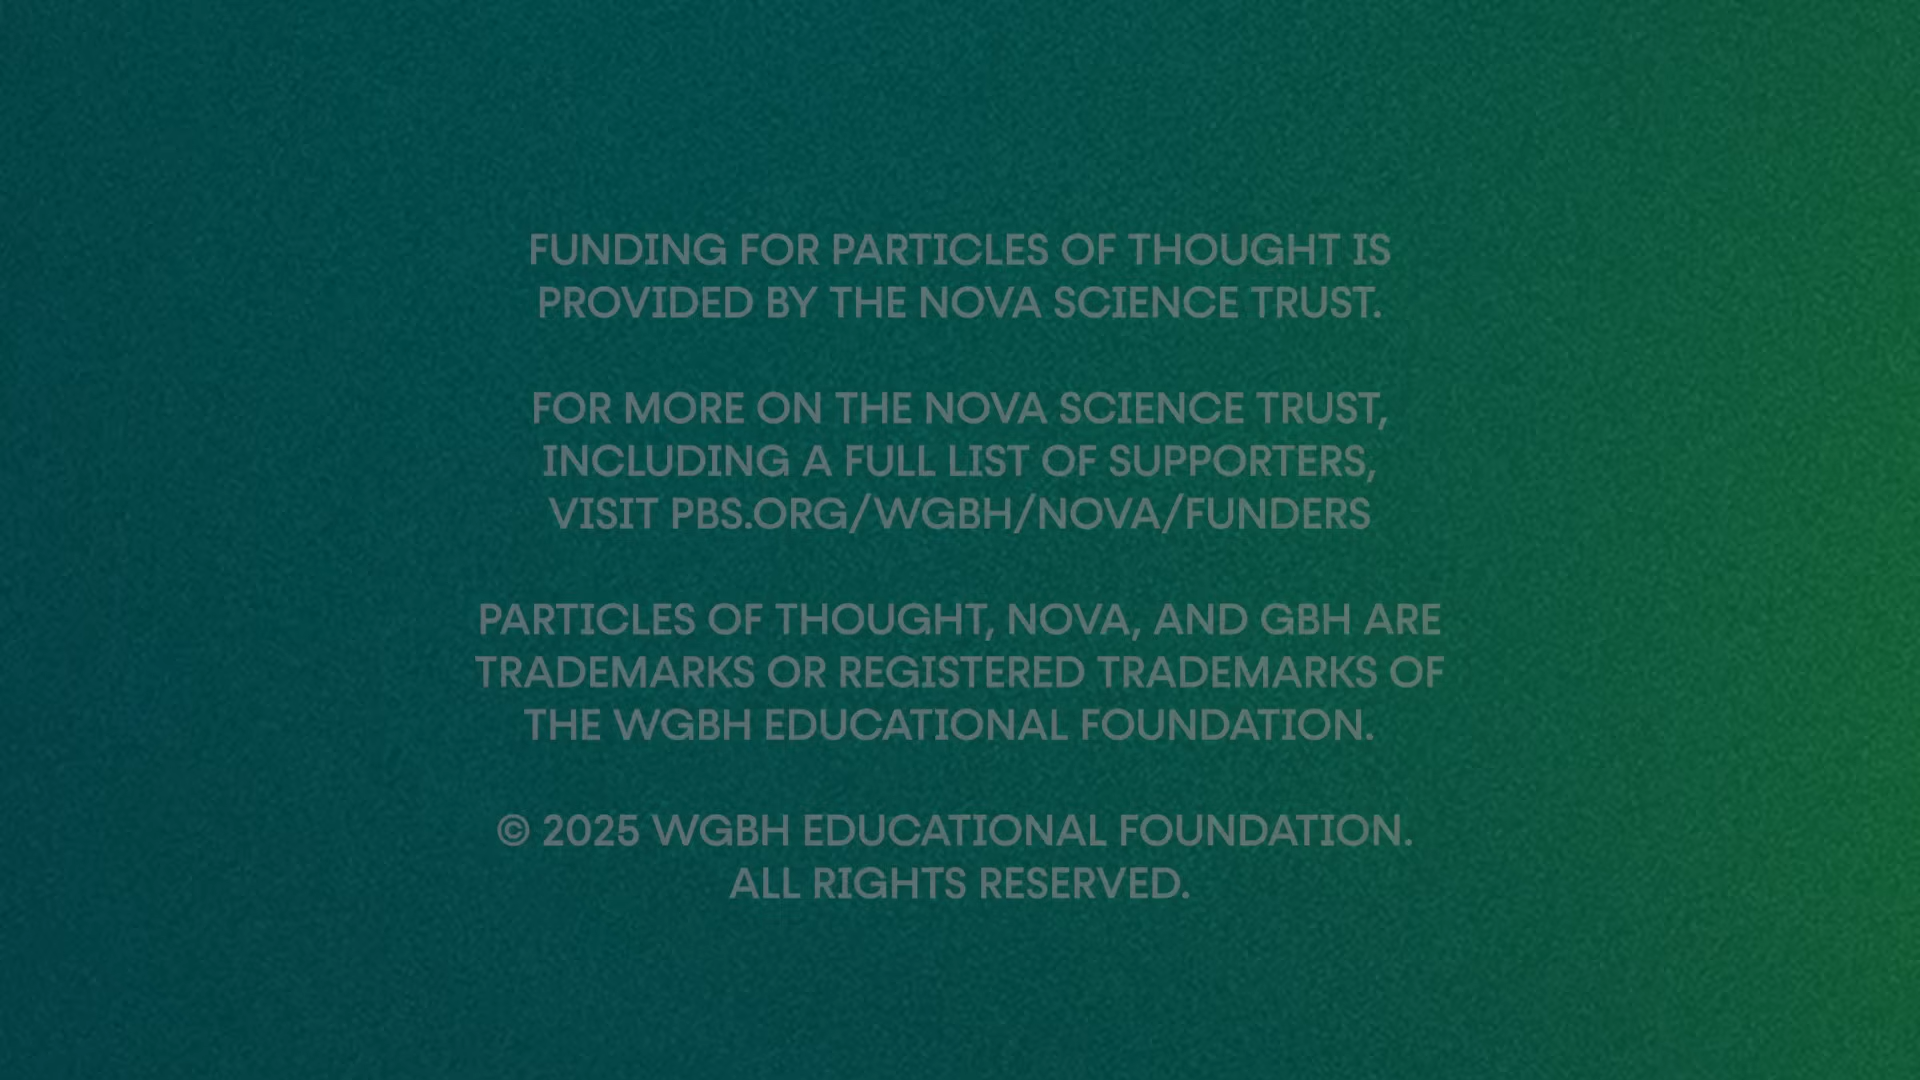 FUNDING FOR PARTICLES OF THOUGHT IS
PROVIDED BY THE NOVA SCIENCE TRUST.
FOR MORE ON THE NOVA SCIENCE TRUST,
INCLUDING A FULL LIST OF SUPPORTERS,
VISIT PBS.ORG/WGBH/NOVA/FUNDERS
PARTICLES OF THOUGHT, NOVA, AND GBH ARE
TRADEMARKS OR REGISTERED TRADEMARKS OF
THE WGBH EDUCATIONAL FOUNDATION.
© 2025 WGBH EDUCATIONAL FOUNDATION.
ALL RIGHTS RESERVED.